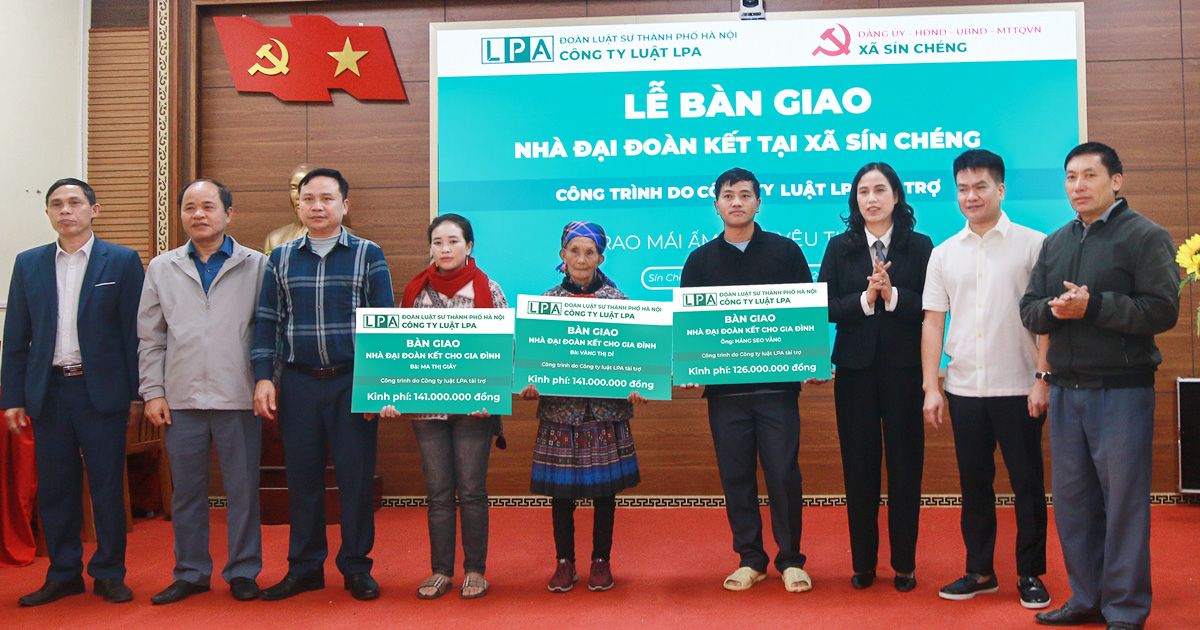 LPA
ĐOÀN LUẬT SƯ THÀNH PHỐ HÀ NỘI
CÔNG TY LUẬT LPA
ĐẢNG ỦY - HĐND - UBND - MTTQVN
XÃ SÍN CHÉNG
LỄ BÀN GIAO
NHÀ ĐẠI ĐOÀN KẾT TẠI XÃ SÍN CHÉNG
CÔNG TRÌNH DO CÔNG TY LUẬT LPA TÀI TRỢ
RAO MÁI ẤM YÊU
Sín
LPA
ĐOÀN LUẬT SƯ THÀNH PHỐ HÀ NỘI
CÔNG TY LUẬT LPA
BÀN GIAO
NHÀ ĐẠI ĐOÀN KẾT CHO GIA ĐÌNH
Bà: MA THỊ GIẤY
Công trình do Công ty luật LPA tài trợ
Kinh phí: 141.000.000 đồng
LPA
ĐOÀN LUẬT SƯ THÀNH PHỐ HÀ NỘI
CÔNG TY LUẬT LPA
BÀN GIAO
NHÀ ĐẠI ĐOÀN KẾT CHO GIA ĐÌNH
Bà: VÀNG THỊ DÍ
Công trình do Công ty luật LPA tài trợ
Kinh phí: 141.000.000 đồng
LPA
ĐOÀN LUẬT SƯ THÀNH PHỐ HÀ NỘI
CÔNG TY LUẬT LPA
BÀN GIAO
NHÀ ĐẠI ĐOÀN KẾT CHO GIA ĐÌNH
Ông: HẢNG SEO VÀNG
Công trình do Công ty luật LPA tài trợ
Kinh phí: 126.000.000 đồng